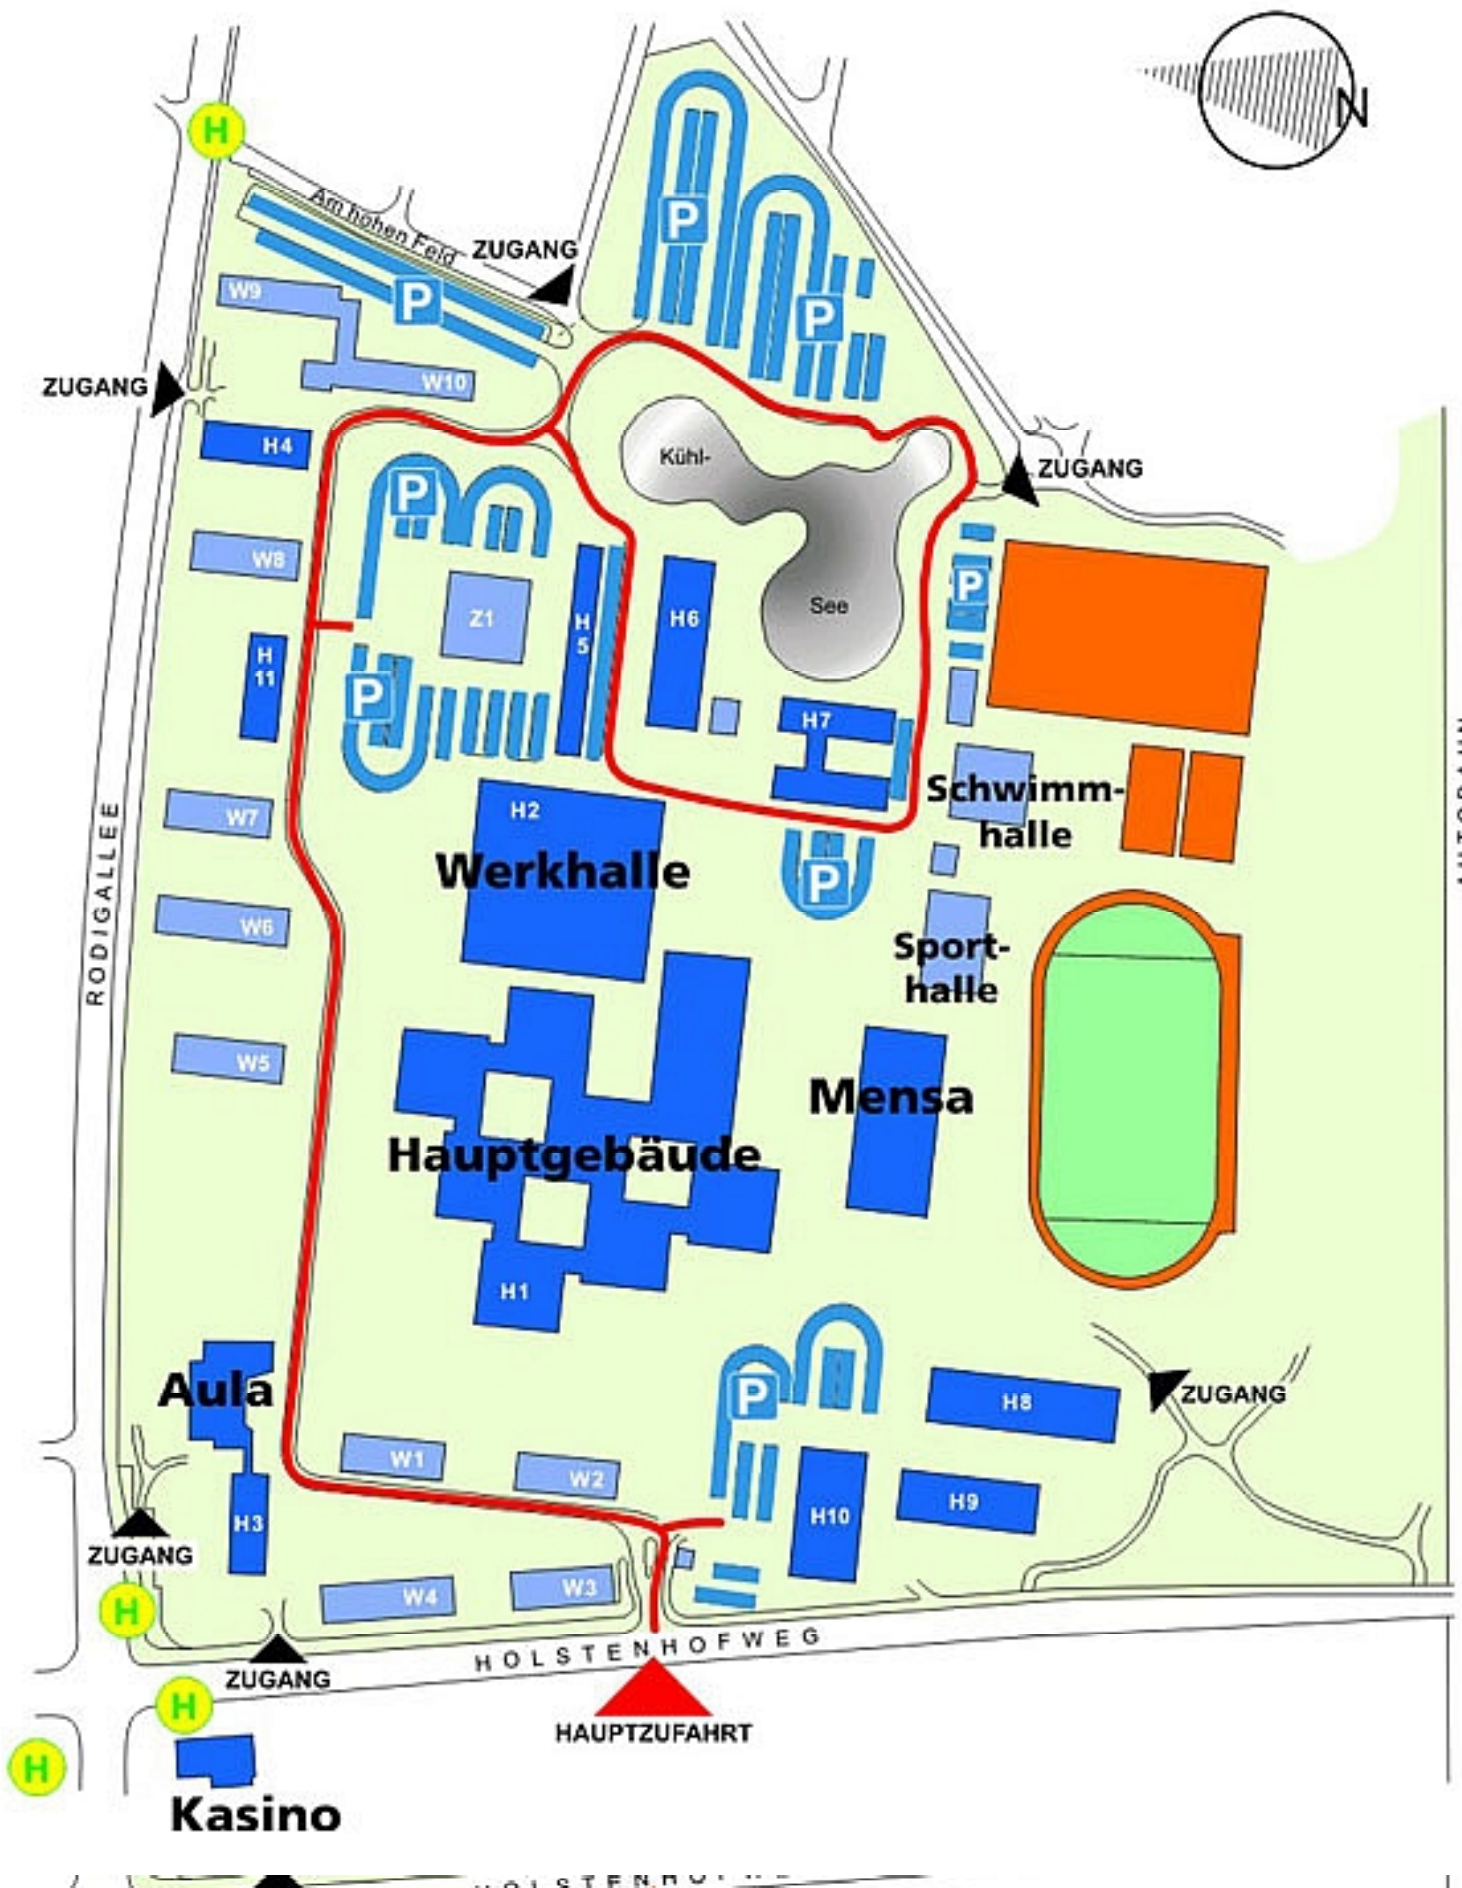 N
H
Am hohen Feld
ZUGANG
P
P
P
W9
ZUGANG
W10
H4
Kühl-
ZUGANG
P
W8
Z1
H
5
H6
See
P
H
11
P
H7
W7
H2
Schwimm-
halle
Werkhalle
P
RODIGALLEE
W6
Sport-
halle
W5
Mensa
Hauptgebäude
H1
Aula
P
H8
ZUGANG
W1
W2
H9
H3
H10
ZUGANG
H
W4
W3
HOLSTENHOFWEG
ZUGANG
H
HAUPTZUFAHRT
H
Kasino